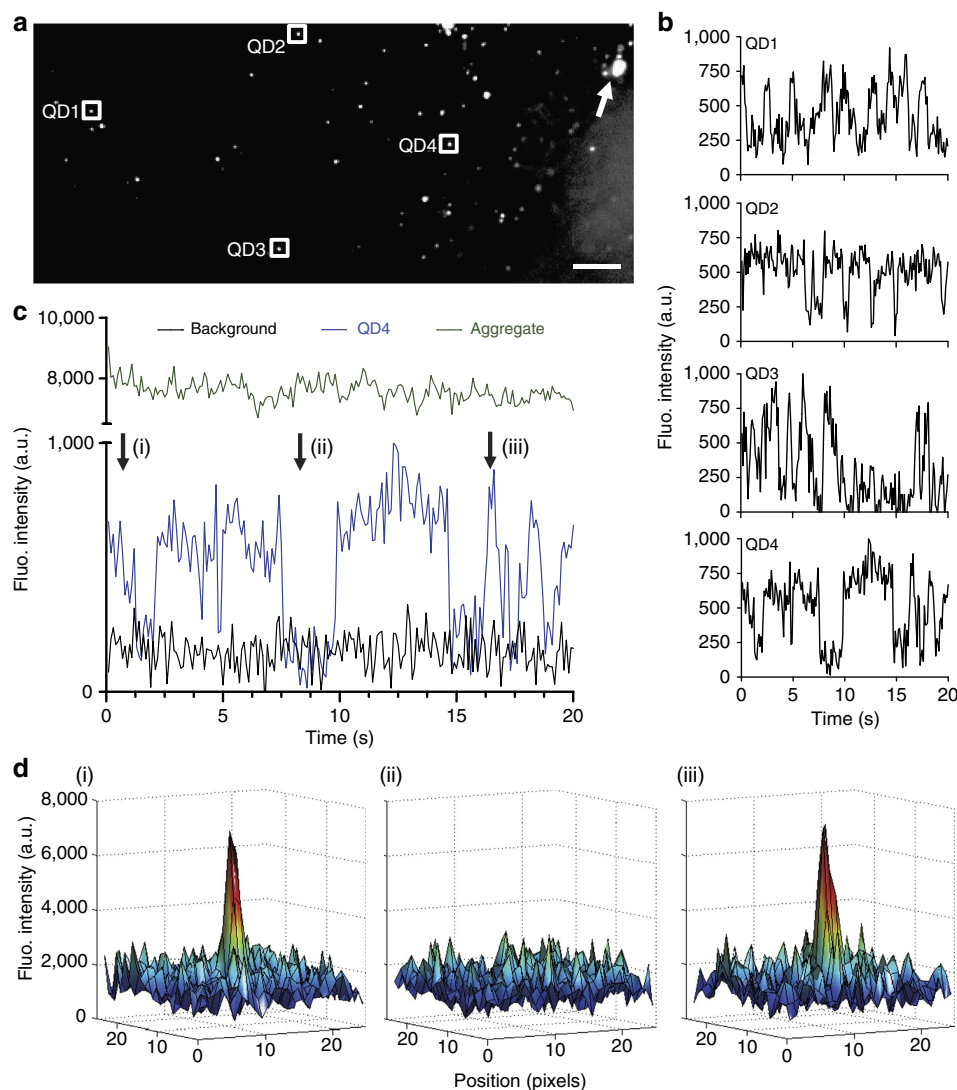 a
QD2
QD1
QD4
QD3
b
QD1
1,000
750
500
250
0
QD2
1,000
750
500
250
0
QD3
1,000
750
500
250
0
QD4
1,000
750
500
250
0
0 5 10 15 20
Time (s)
Fluo. intensity (a.u.)
c
Background QD4 Aggregate
10,000
8,000
1,000
0
(i) (ii) (iii)
0 5 10 15 20
Time (s)
Fluo. intensity (a.u.)
d
(i) (ii) (iii)
8,000
6,000
4,000
2,000
0
Fluo. intensity (a.u.)
20 10 0 10 20
20 10 0 10 20
20 10 0 10 20
Position (pixels)